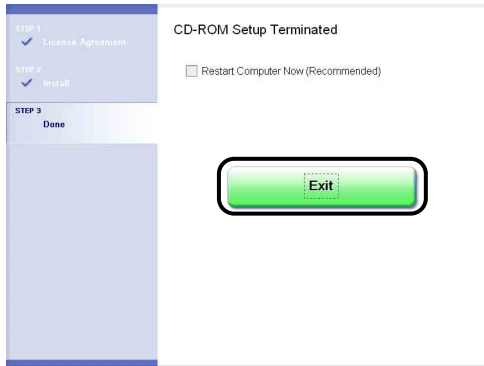 STEP 1
License Agreement
STEP 2
Install
STEP 3
Done
CD-ROM Setup Terminated
Restart Computer Now (Recommended)
Exit